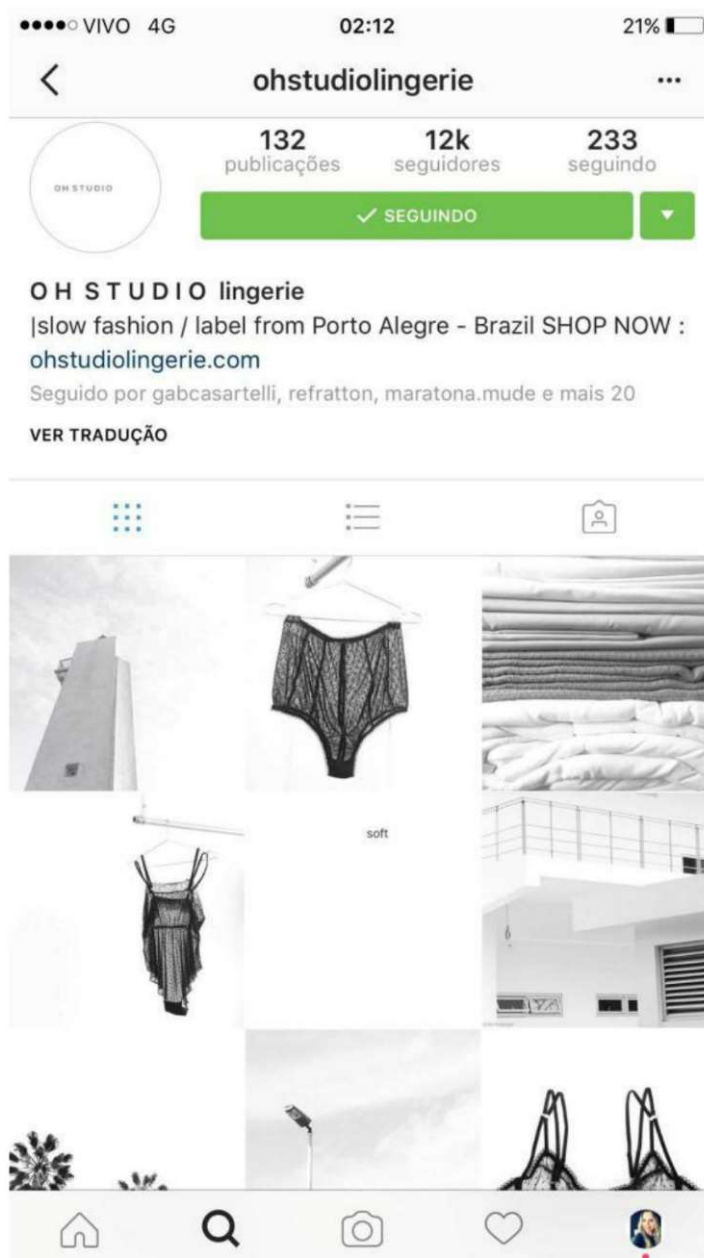 VIVO 4G 02:12 21%
ohstudiolingerie
OH STUDIO
132 12k 233
publicações seguidores seguindo
SEGUINDO
O H S T U D I O lingerie
|slow fashion / label from Porto Alegre - Brazil SHOP NOW :
ohstudiolingerie.com
Seguido por gabcasartelli, refratton, maratona.mude e mais 20
VER TRADUÇÃO
soft